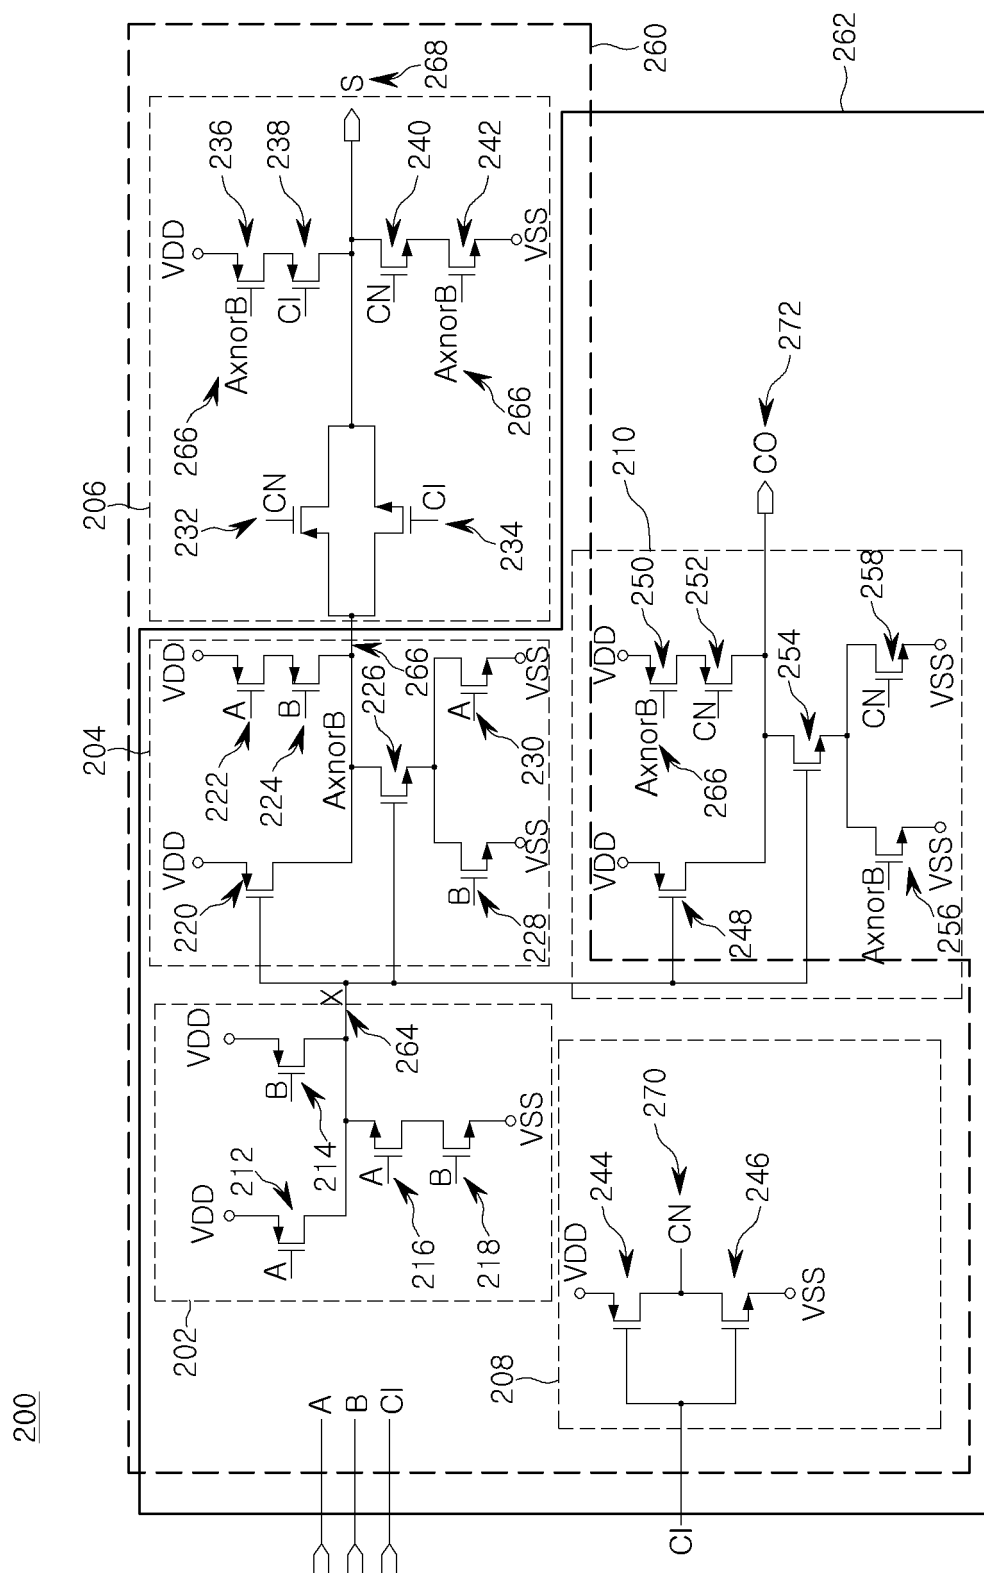 200
A
B
CI
202
VDD
212
A
VDD
B
214
A
216
B
218
VSS
X
264
204
VDD
220
VDD
A
222
B
224
AxnorB
266
226
B
228
VSS
A
230
VSS
206
232
CN
CI
234
VDD
236
AxnorB
266
CI
238
S
268
CN
240
AxnorB
266
242
VSS
260
262
208
CI
VDD
244
CN
270
246
VSS
210
VDD
248
VDD
250
AxnorB
266
CN
252
CO
272
254
AxnorB
256
VSS
CN
258
VSS